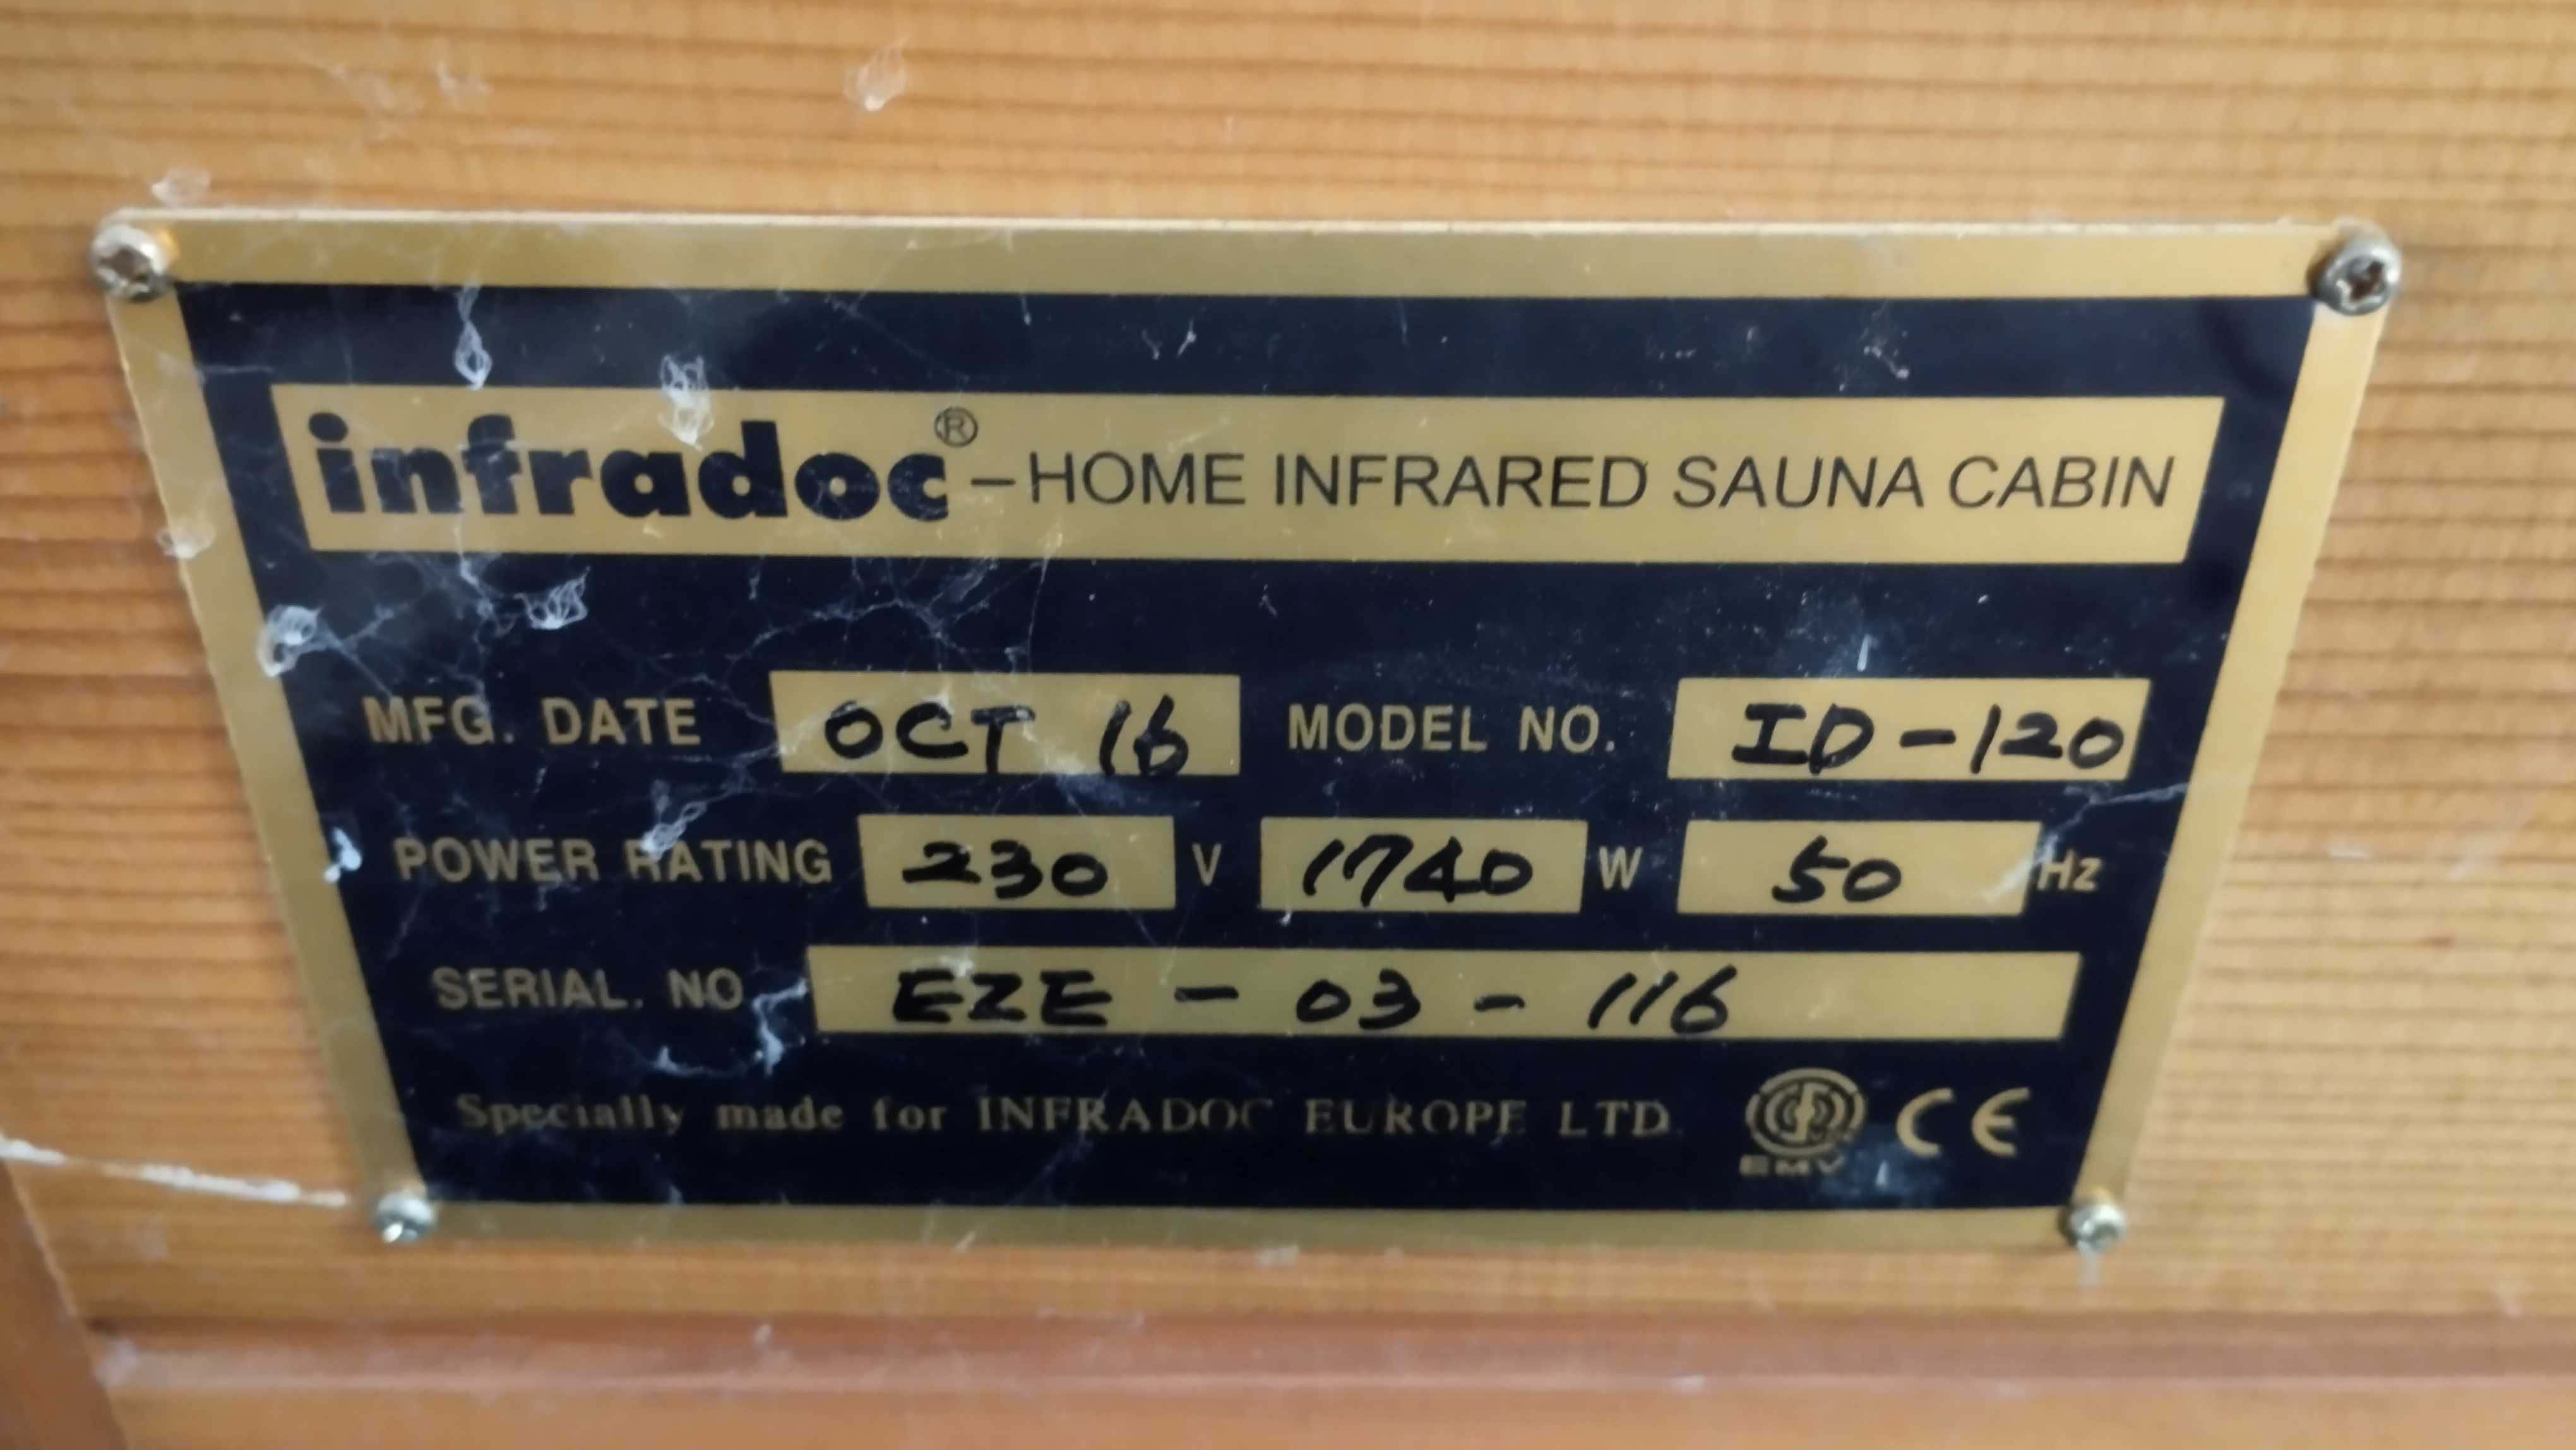 infradoc® – HOME INFRARED SAUNA CABIN
MFG. DATE OCT 16 MODEL NO. ID-120
POWER RATING 230 V 1740 W 50 Hz
SERIAL. NO EZE - 03 - 116
Specially made for INFRADOC EUROPE LTD. CE
EMV